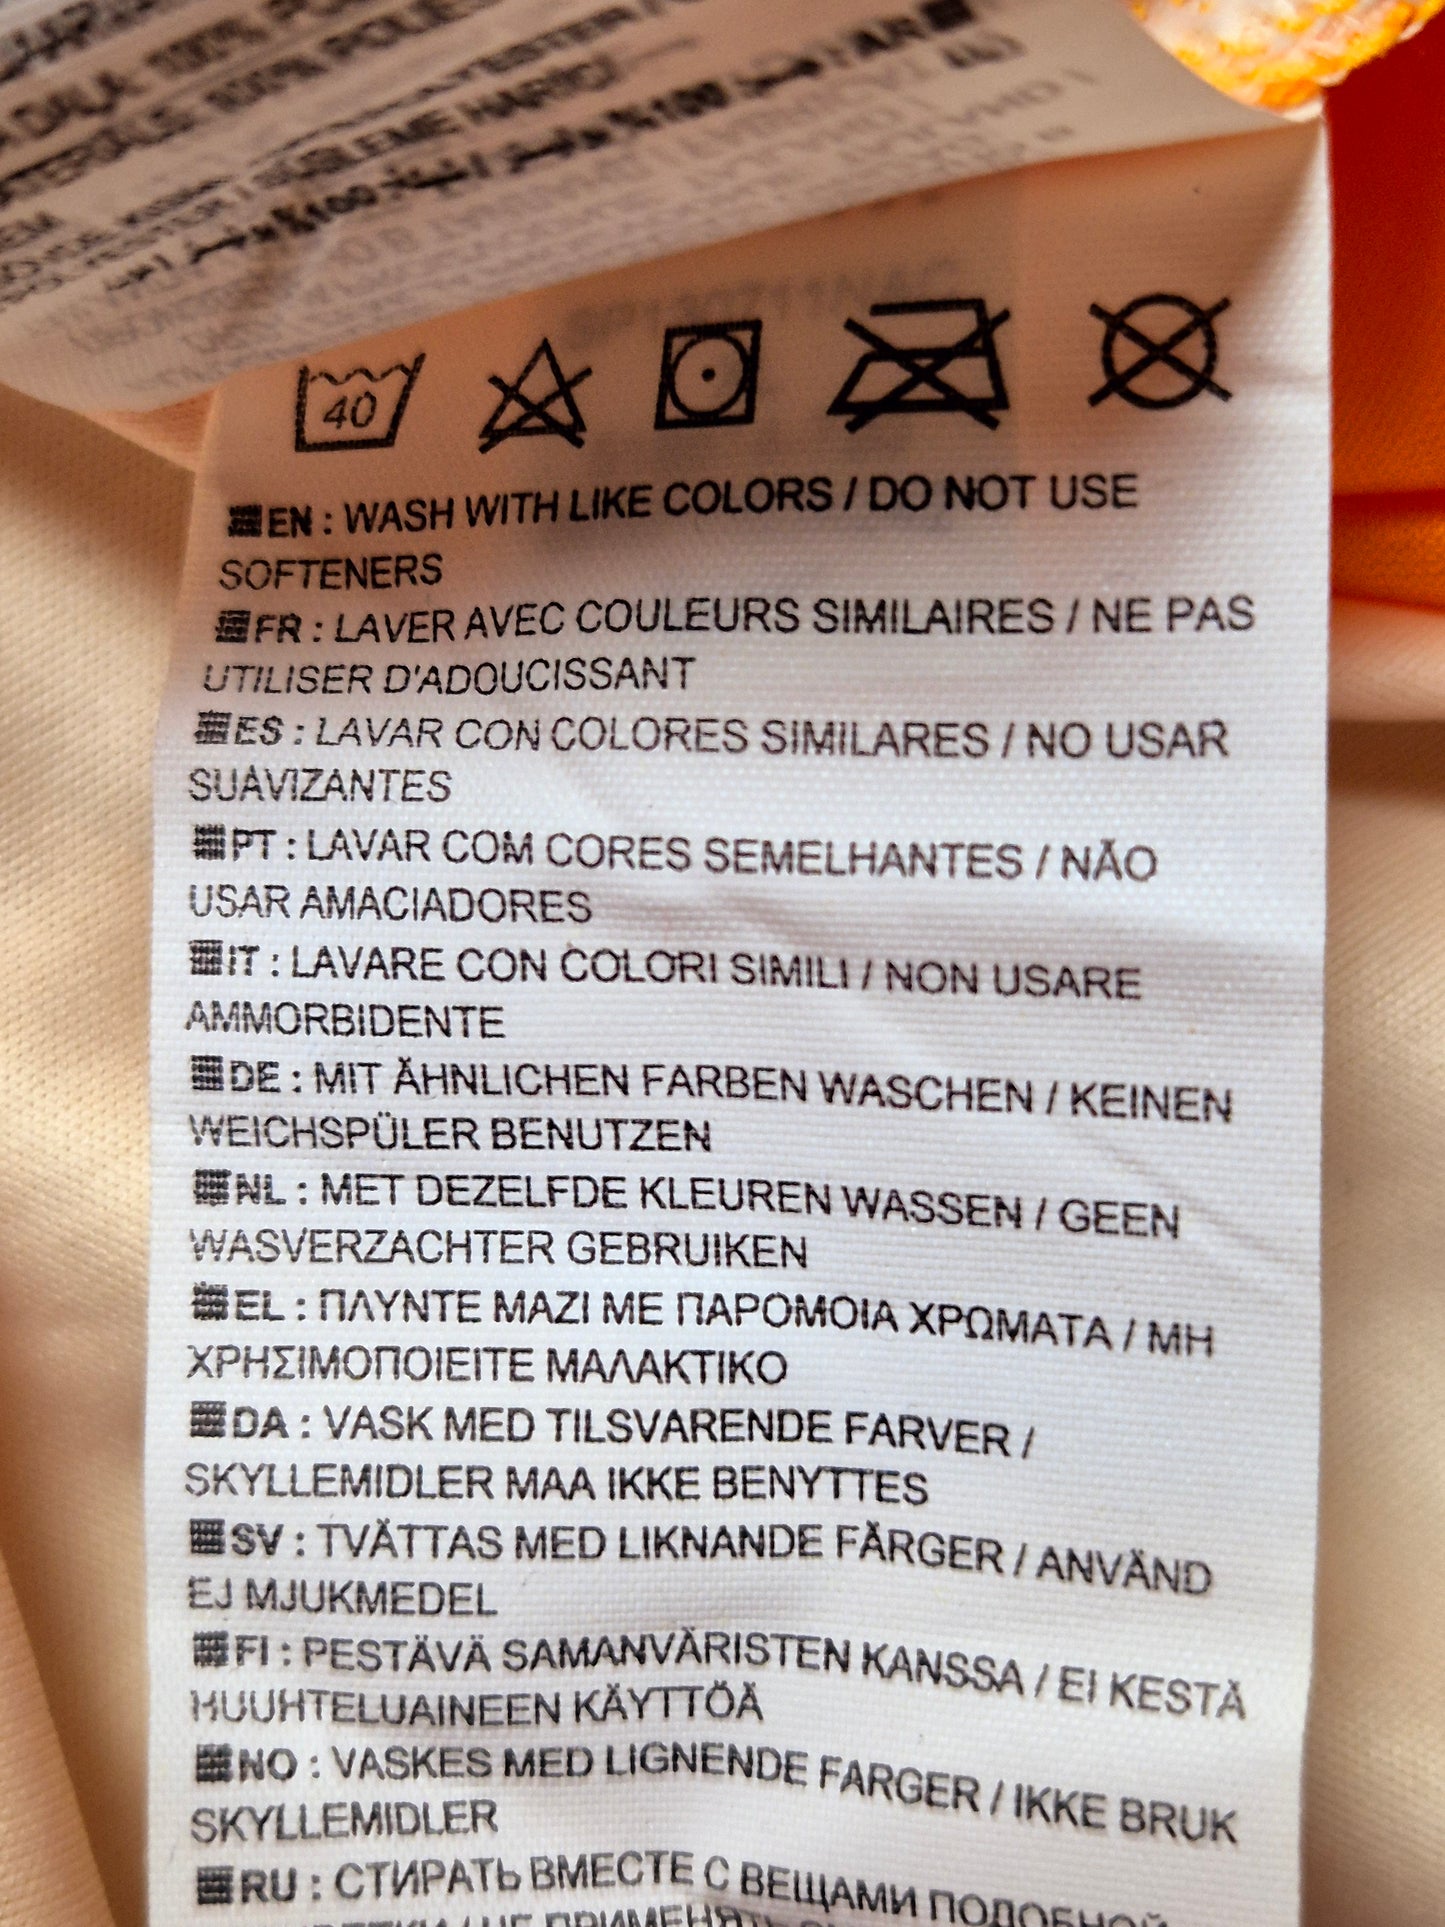 100% POLIES
40
EN : WASH WITH LIKE COLORS / DO NOT USE
SOFTENERS
FR : LAVER AVEC COULEURS SIMILAIRES / NE PAS
UTILISER D'ADOUCISSANT
ES : LAVAR CON COLORES SIMILARES / NO USAR
SUAVIZANTES
PT : LAVAR COM CORES SEMELHANTES / NÃO
USAR AMACIADORES
IT : LAVARE CON COLORI SIMILI / NON USARE
AMMORBIDENTE
DE : MIT ÄHNLICHEN FARBEN WASCHEN / KEINEN
WEICHSPÜLER BENUTZEN
NL : MET DEZELFDE KLEUREN WASSEN / GEEN
WASVERZACHTER GEBRUIKEN
EL : ΠΛΥΝΤΕ ΜΑΖΙ ΜΕ ΠΑΡΟΜΟΙΑ ΧΡΩΜΑΤΑ / ΜΗ
ΧΡΗΣΙΜΟΠΟΙΕΙΤΕ ΜΑΛΑΚΤΙΚΟ
DA : VASK MED TILSVARENDE FARVER /
SKYLLEMIDLER MAA IKKE BENYTTES
SV : TVÄTTAS MED LIKNANDE FÄRGER / ANVÄND
EJ MJUKMEDEL
FI : PESTÄVÄ SAMANVÄRISTEN KANSSA / EI KESTÄ
HUUHTELUAINEEN KÄYTTÖÄ
NO : VASKES MED LIGNENDE FARGER / IKKE BRUK
SKYLLEMIDLER
RU : СТИРАТЬ ВМЕСТЕ С ВЕЩАМИ ПОДОБНОЙ